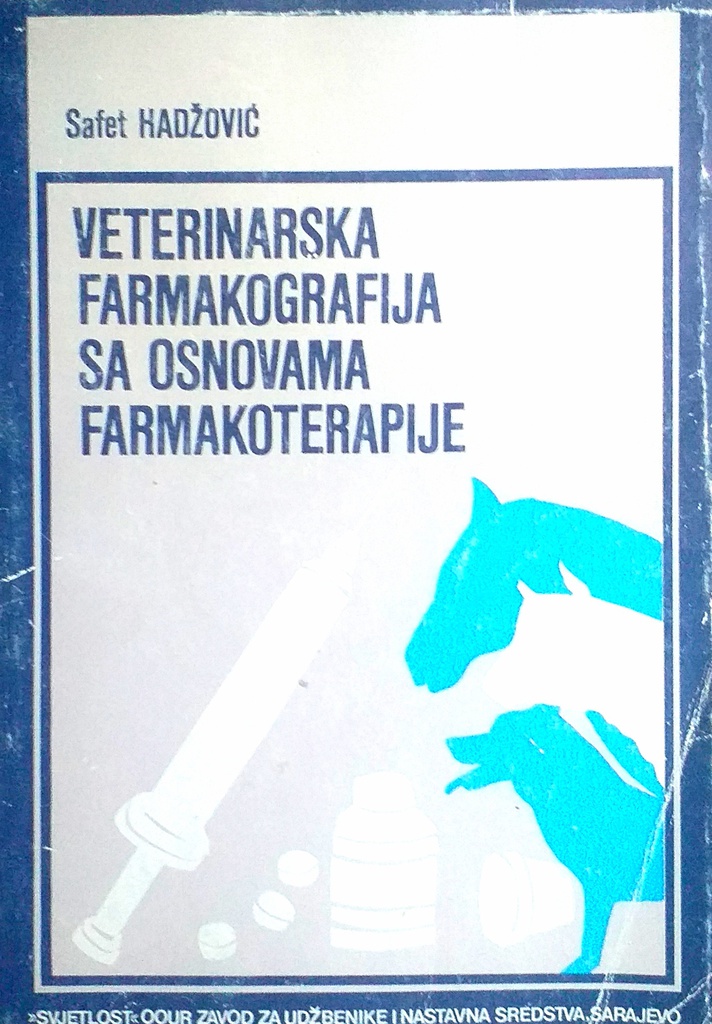 Safet HADŽOVIĆ
VETERINARSKA
FARMAKOGRAFIJA
SA OSNOVAMA
FARMAKOTERAPIJE
»SVJETLOST« OOUR ZAVOD ZA UDŽBENIKE I NASTAVNA SREDSTVA, SARAJEVO